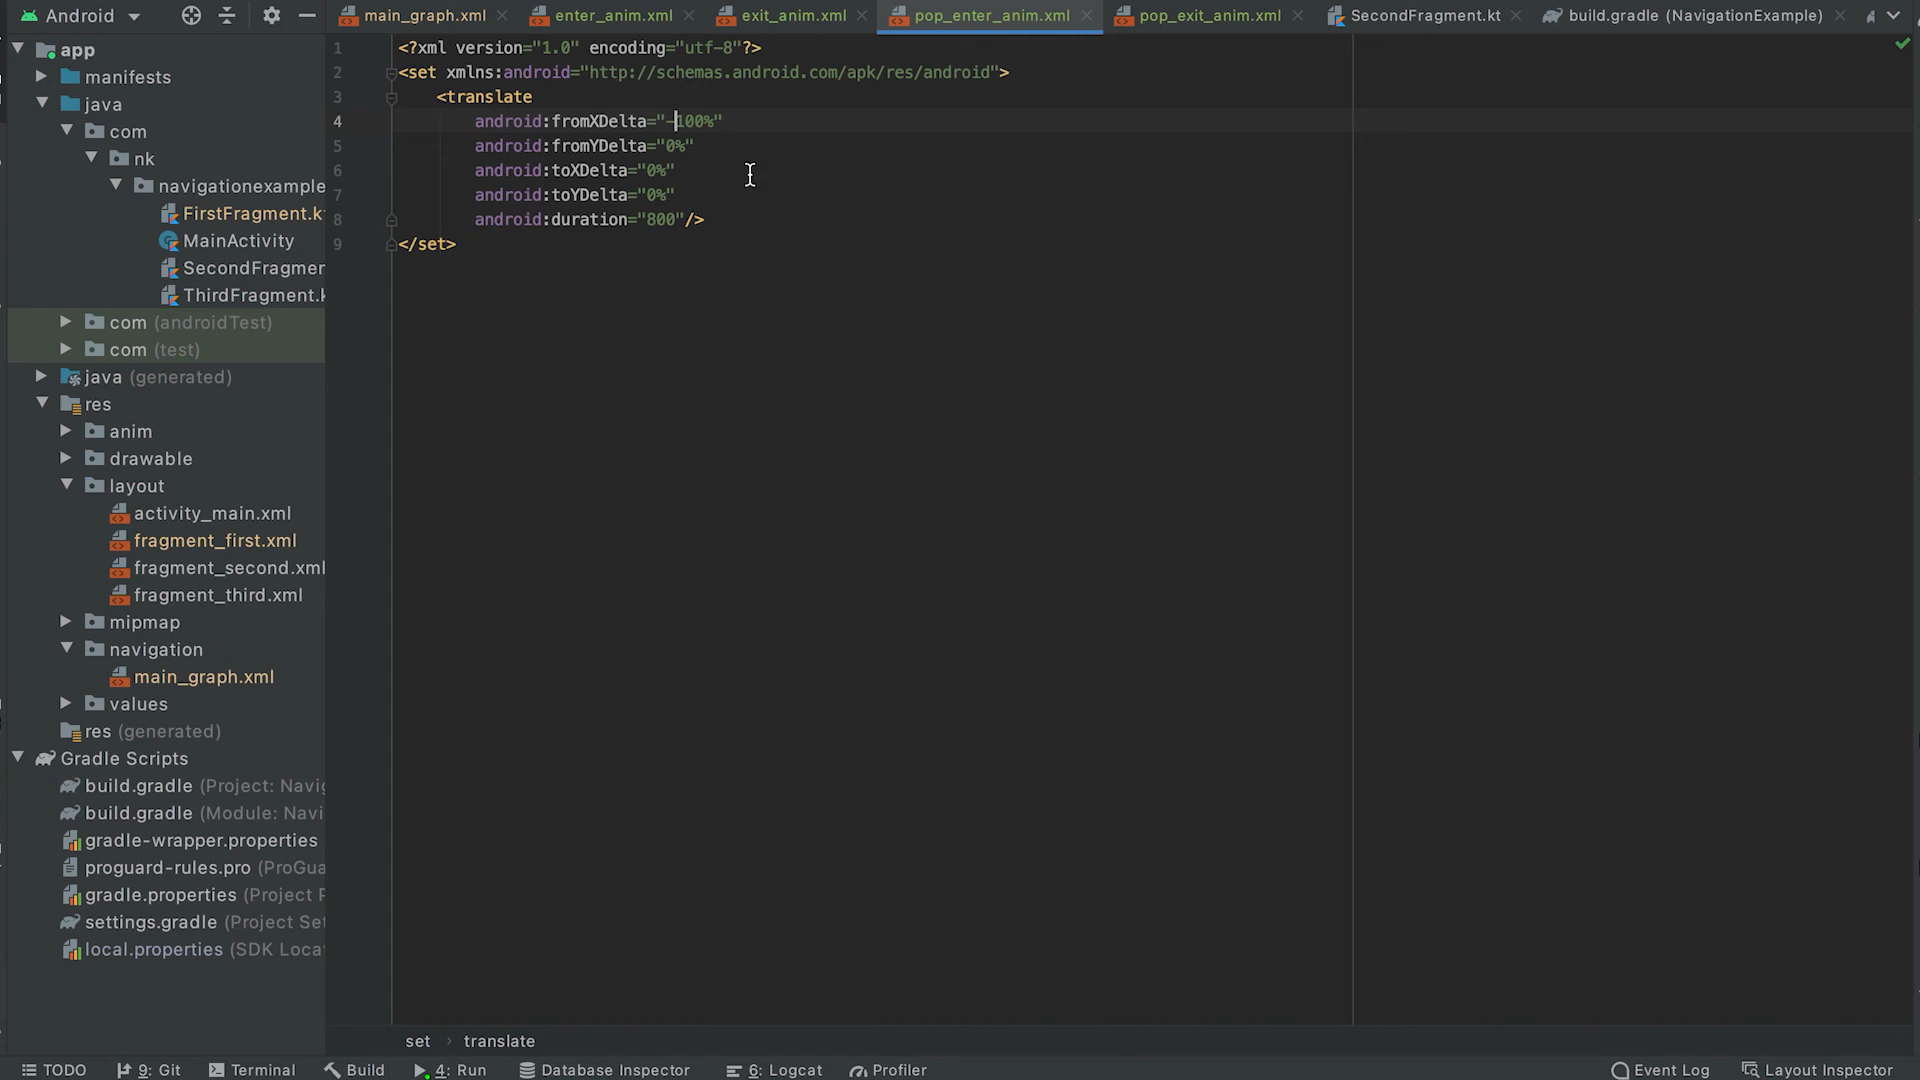 Android
main_graph.xml
enter_anim.xml
exit_anim.xml
pop_enter_anim.xml
pop_exit_anim.xml
SecondFragment.kt
build.gradle (NavigationExample)
app
manifests
java
com
nk
navigationexample
FirstFragment.k
MainActivity
SecondFragmen
ThirdFragment.k
com (androidTest)
com (test)
java (generated)
res
anim
drawable
layout
activity_main.xml
fragment_first.xml
fragment_second.xml
fragment_third.xml
mipmap
navigation
main_graph.xml
values
res (generated)
Gradle Scripts
build.gradle (Project: Navig
build.gradle (Module: Navi
gradle-wrapper.properties
proguard-rules.pro (ProGua
gradle.properties (Project P
settings.gradle (Project Set
local.properties (SDK Locat
1 <?xml version="1.0" encoding="utf-8"?>
2 <set xmlns:android="http://schemas.android.com/apk/res/android">
3 <translate
4 android:fromXDelta="-100%"
5 android:fromYDelta="0%"
6 android:toXDelta="0%"
7 android:toYDelta="0%"
8 android:duration="800"/>
9 </set>
set › translate
TODO
9: Git
Terminal
Build
4: Run
Database Inspector
6: Logcat
Profiler
Event Log
Layout Inspector